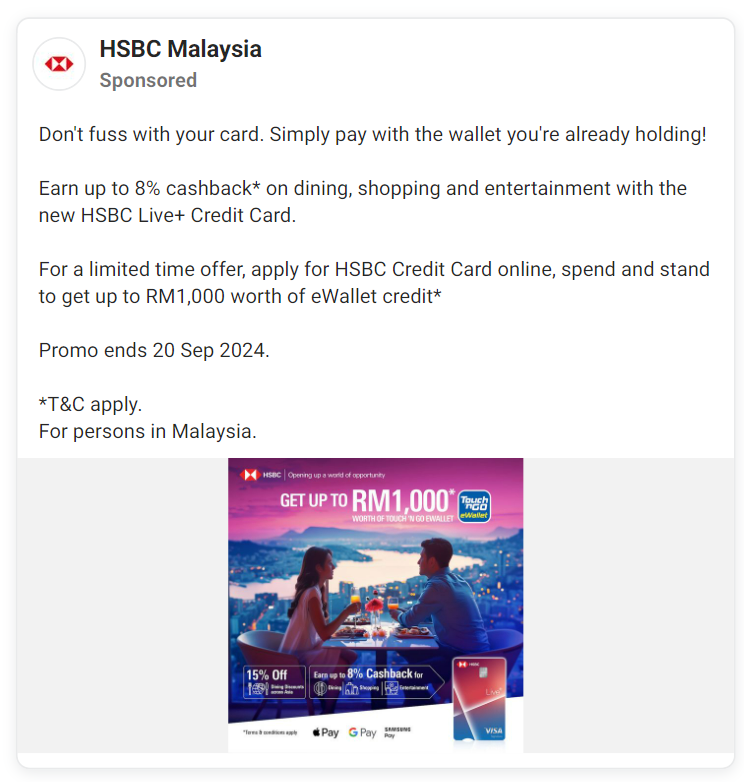 HSBC Malaysia
Sponsored
Don't fuss with your card. Simply pay with the wallet you're already holding!
Earn up to 8% cashback* on dining, shopping and entertainment with the
new HSBC Live+ Credit Card.
For a limited time offer, apply for HSBC Credit Card online, spend and stand
to get up to RM1,000 worth of eWallet credit*
Promo ends 20 Sep 2024.
*T&C apply.
For persons in Malaysia.
HSBC | Opening up a world of opportunity
GET UP TO RM1,000*
WORTH OF TOUCH 'N GO EWALLET
Touch
'n GO
eWallet
15% Off
Dining Discounts
across Asia
Earn up to 8% Cashback for
Dining
Shopping
Entertainment
HSBC
Live+
VISA
*Terms & conditions apply
Pay
G Pay
SAMSUNG
Pay